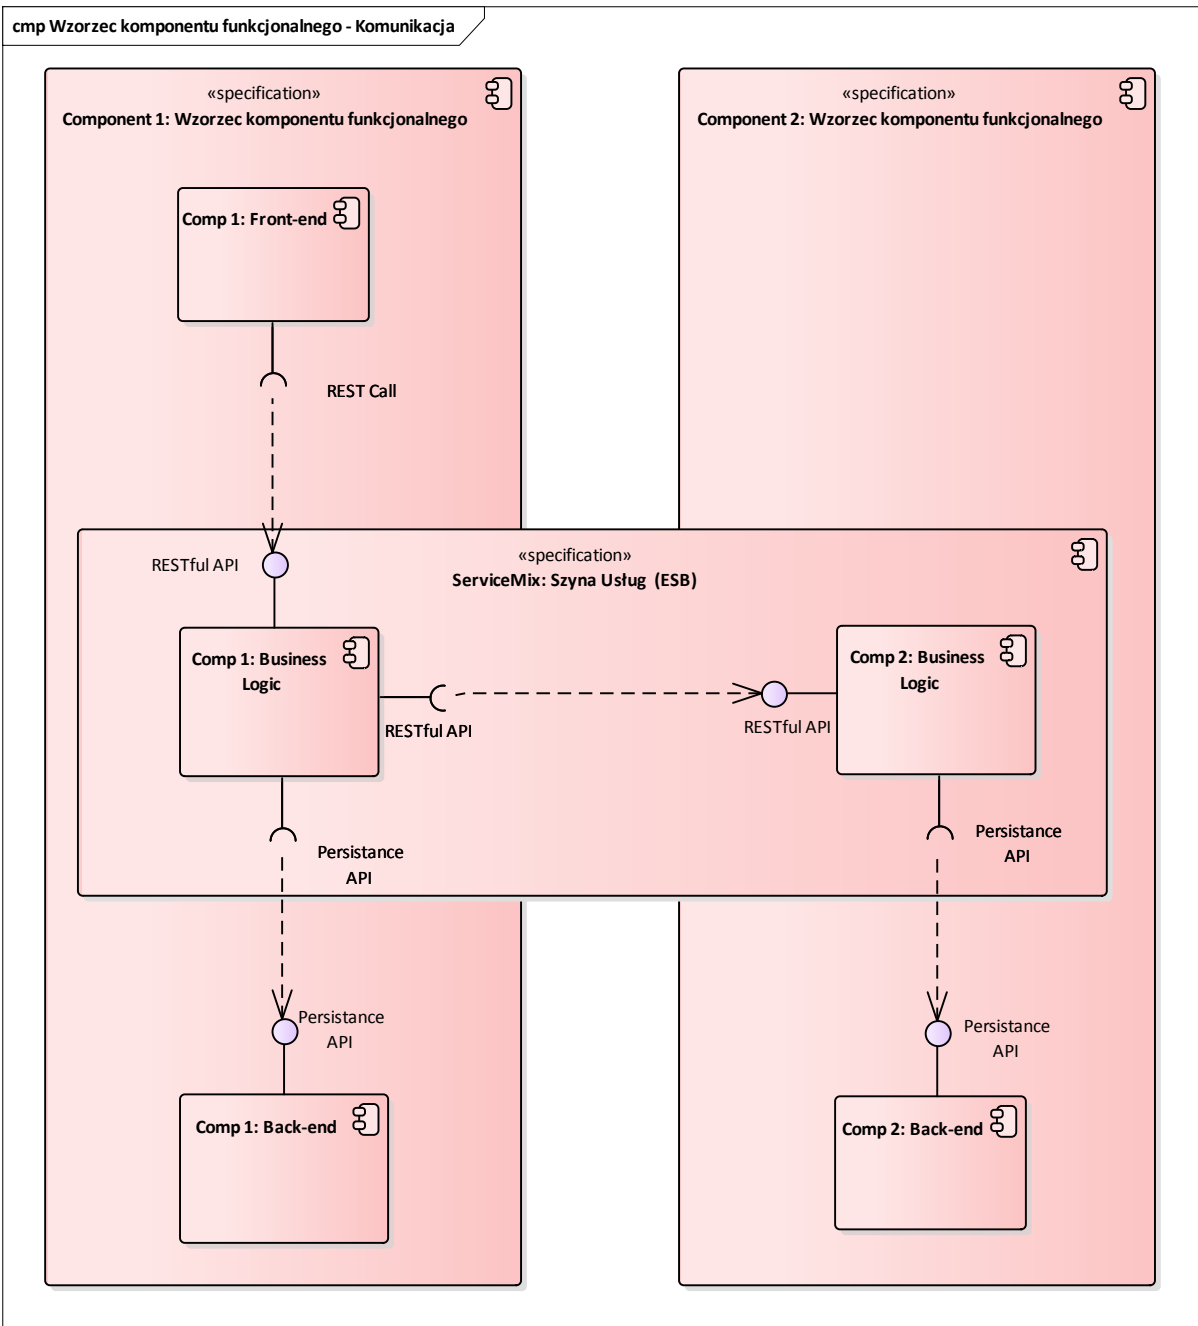 cmp Wzorzec komponentu funkcjonalnego - Komunikacja
«specification»
Component 1: Wzorzec komponentu funkcjonalnego
«specification»
Component 2: Wzorzec komponentu funkcjonalnego
Comp 1: Front-end
REST Call
RESTful API
«specification»
ServiceMix: Szyna Usług (ESB)
Comp 1: Business
Logic
Comp 2: Business
Logic
RESTful API
RESTful API
Persistance
API
Persistance
API
Persistance
API
Persistance
API
Comp 1: Back-end
Comp 2: Back-end